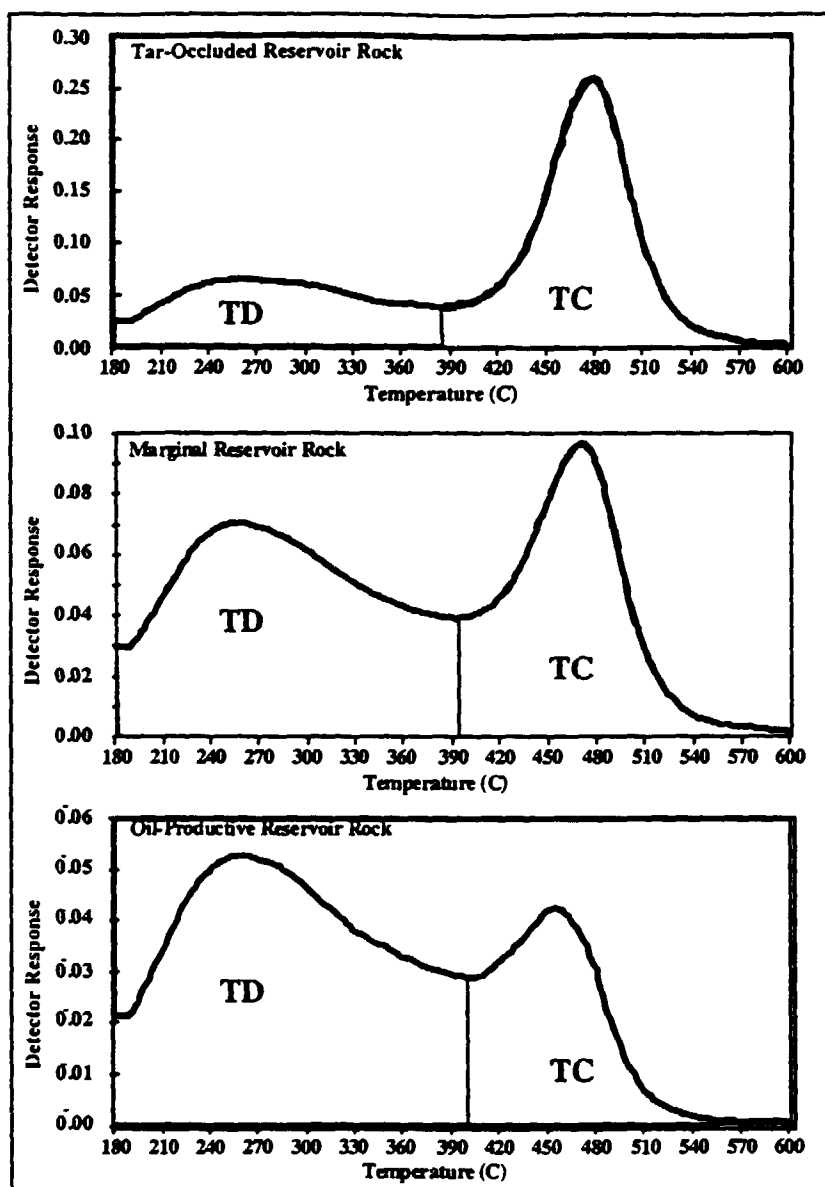 Tar-Occluded Reservoir Rock
Detector Response
0.30
0.25
0.20
0.15
0.10
0.05
0.00
TD
TC
180 210 240 270 300 330 360 390 420 450 480 510 540 570 600
Temperature (C)
Marginal Reservoir Rock
Detector Response
0.10
0.08
0.06
0.04
0.02
0.00
TD
TC
180 210 240 270 300 330 360 390 420 450 480 510 540 570 600
Temperature (C)
Oil-Productive Reservoir Rock
Detector Response
0.06
0.05
0.04
0.03
0.02
0.01
0.00
TD
TC
180 210 240 270 300 330 360 390 420 450 480 510 540 570 600
Temperature (C)